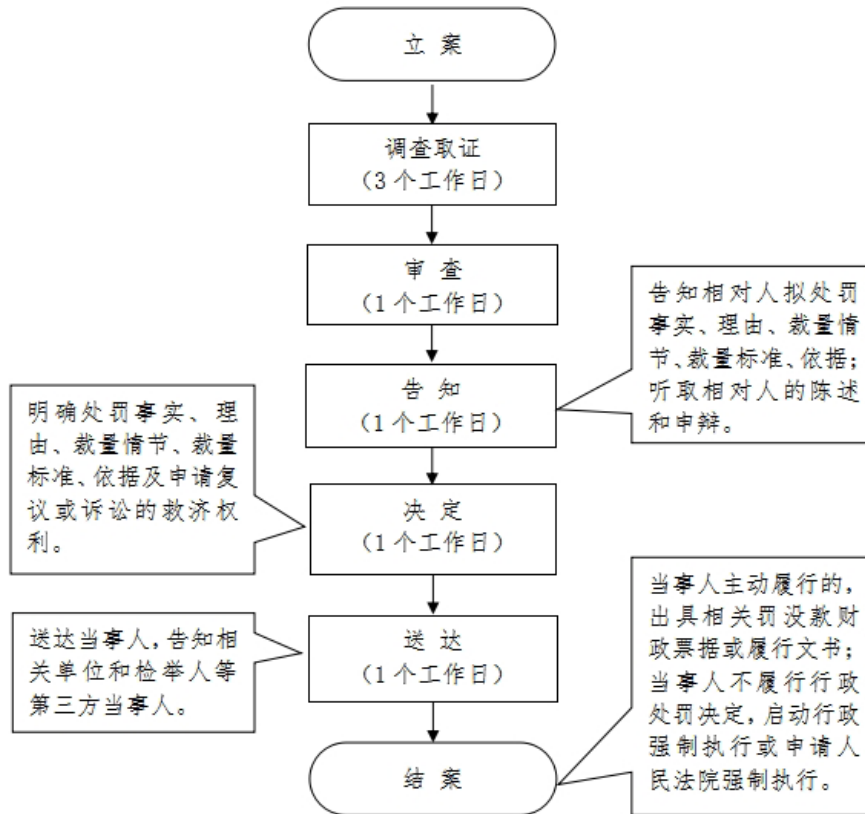 立 案
调查取证
（3 个工作日）
审 查
（1 个工作日）
告知相对人拟处罚
事实、理由、裁量情
节、裁量标准、依据；
听取相对人的陈述
和申辩。
告 知
（1 个工作日）
明确处罚事实、理
由、裁量情节、裁量
标准、依据及申请复
议或诉讼的救济权
利。
决 定
（1 个工作日）
送达当事人，告知相
关单位和检举人等
第三方当事人。
送 达
（1 个工作日）
当事人主动履行的，
出具相关罚没款财
政票据或履行文书；
当事人不履行行政
处罚决定，启动行政
强制执行或申请人
民法院强制执行。
结 案